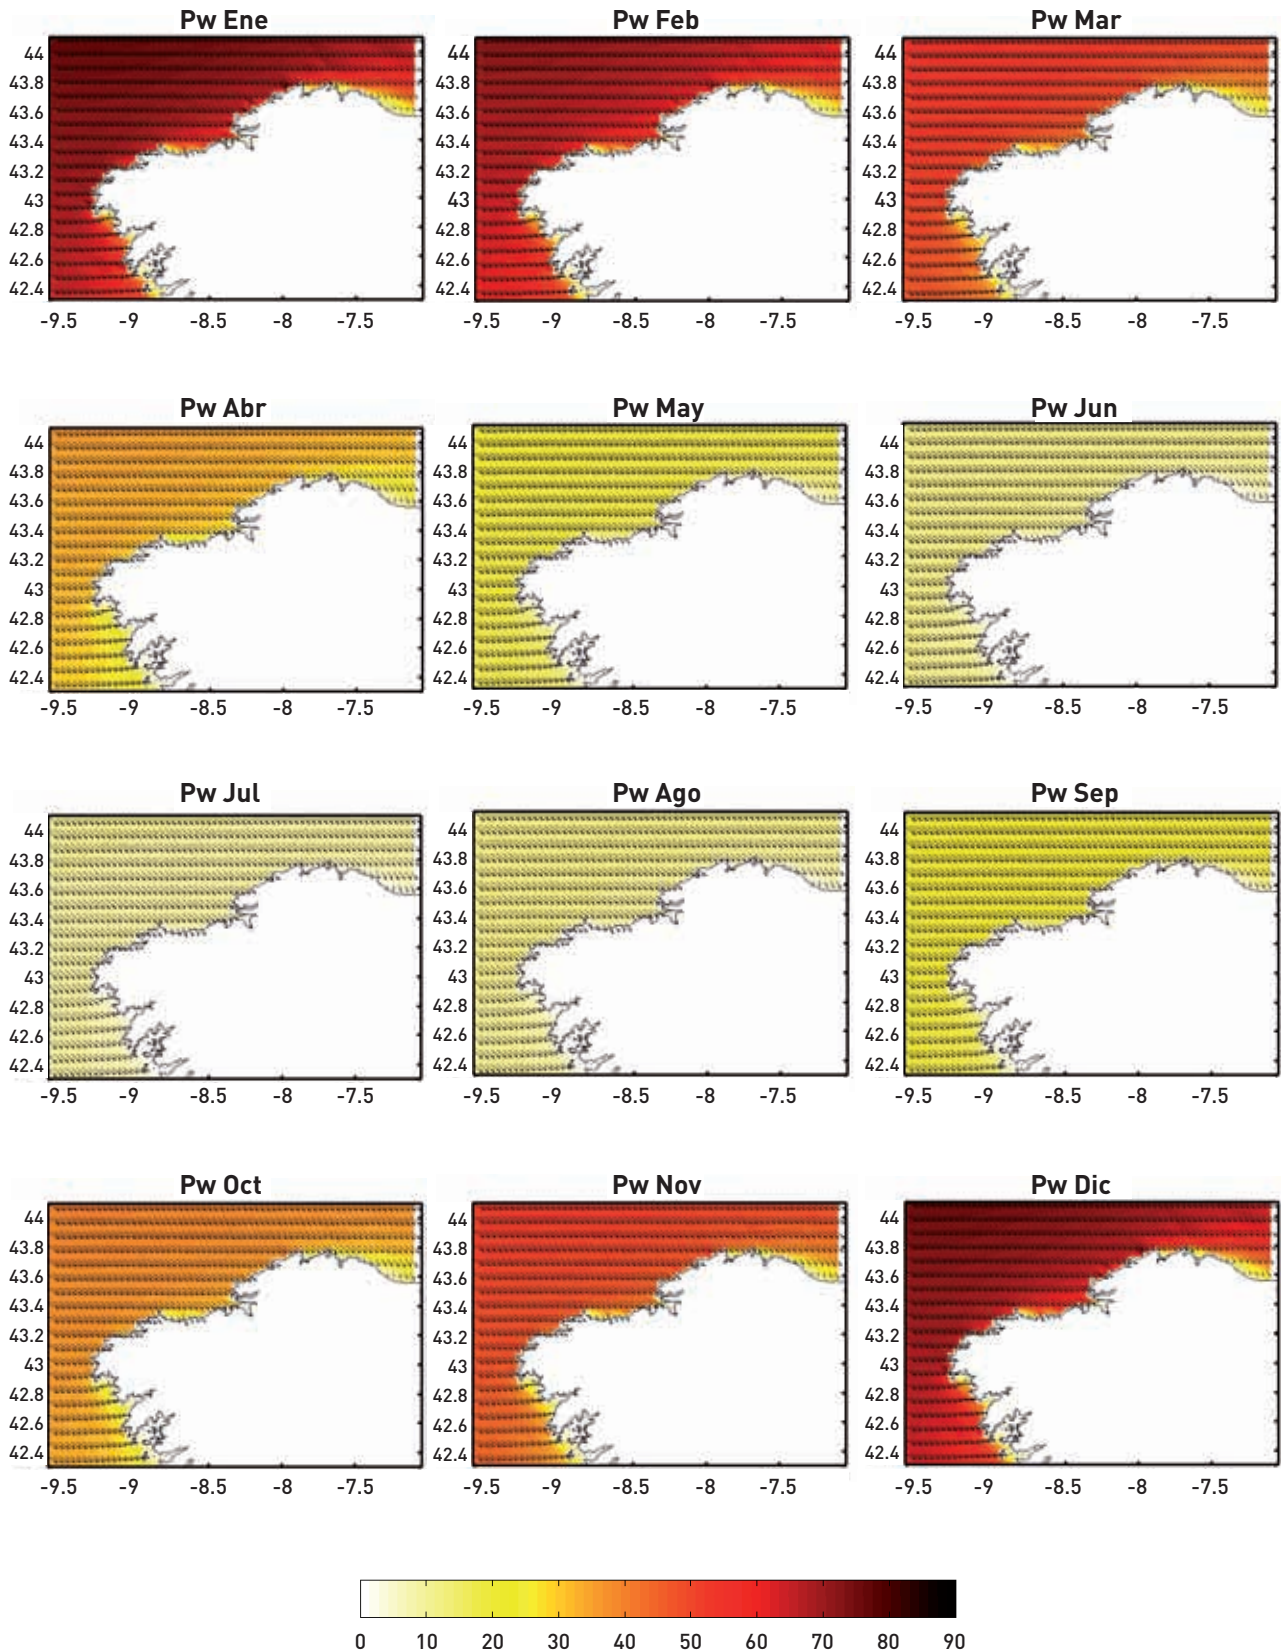 Pw Ene Pw Feb Pw Mar
44 44 44
43.8 43.8 43.8
43.6 43.6 43.6
43.4 43.4 43.4
43.2 43.2 43.2
43 43 43
42.8 42.8 42.8
42.6 42.6 42.6
42.4 42.4 42.4
-9.5 -9 -8.5 -8 -7.5 -9.5 -9 -8.5 -8 -7.5 -9.5 -9 -8.5 -8 -7.5
Pw Abr Pw May Pw Jun
44 44 44
43.8 43.8 43.8
43.6 43.6 43.6
43.4 43.4 43.4
43.2 43.2 43.2
43 43 43
42.8 42.8 42.8
42.6 42.6 42.6
42.4 42.4 42.4
-9.5 -9 -8.5 -8 -7.5 -9.5 -9 -8.5 -8 -7.5 -9.5 -9 -8.5 -8 -7.5
Pw Jul Pw Ago Pw Sep
44 44 44
43.8 43.8 43.8
43.6 43.6 43.6
43.4 43.4 43.4
43.2 43.2 43.2
43 43 43
42.8 42.8 42.8
42.6 42.6 42.6
42.4 42.4 42.4
-9.5 -9 -8.5 -8 -7.5 -9.5 -9 -8.5 -8 -7.5 -9.5 -9 -8.5 -8 -7.5
Pw Oct Pw Nov Pw Dic
44 44 44
43.8 43.8 43.8
43.6 43.6 43.6
43.4 43.4 43.4
43.2 43.2 43.2
43 43 43
42.8 42.8 42.8
42.6 42.6 42.6
42.4 42.4 42.4
-9.5 -9 -8.5 -8 -7.5 -9.5 -9 -8.5 -8 -7.5 -9.5 -9 -8.5 -8 -7.5
0 10 20 30 40 50 60 70 80 90